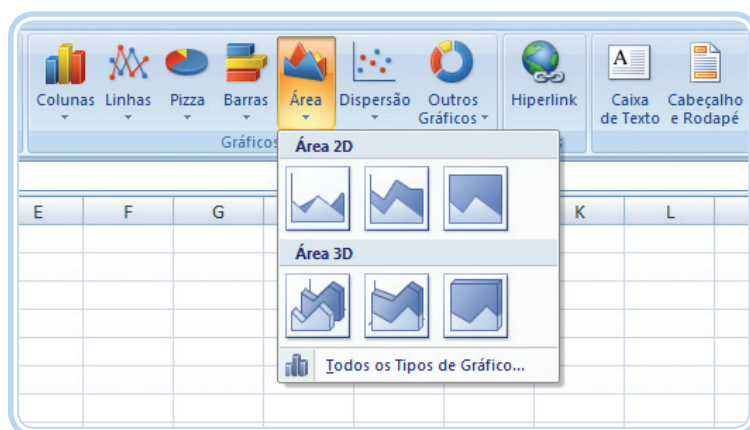 Colunas Linhas Pizza Barras Área Dispersão Outros Gráficos Hiperlink Caixa de Texto Cabeçalho e Rodapé
Gráficos
Área 2D
E F G K L
Área 3D
Todos os Tipos de Gráfico...